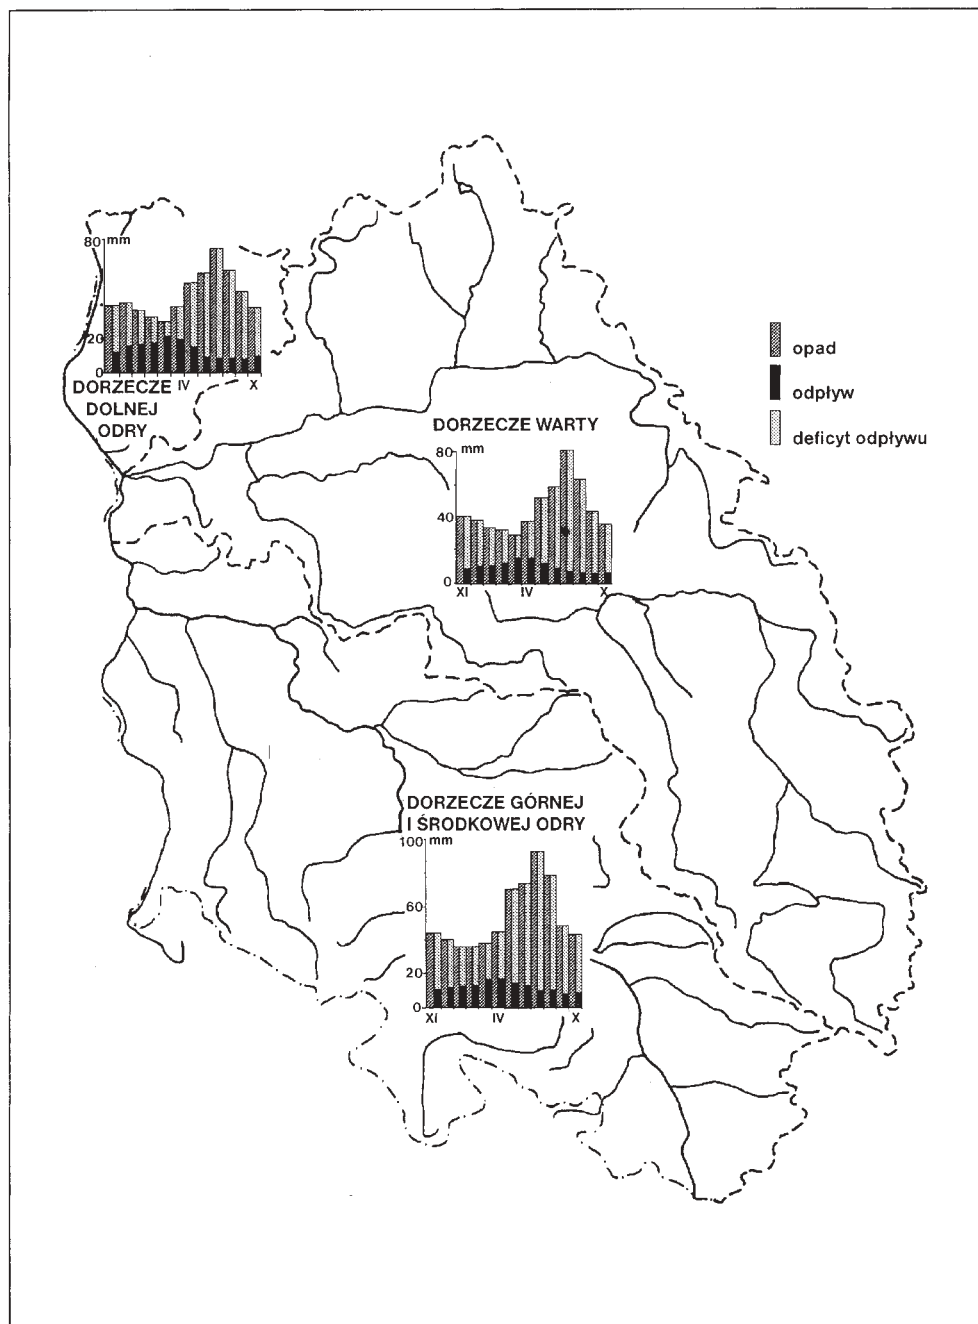 80 mm
20
0
IV X
DORZECZE
DOLNEJ
ODRY
opad
odpływ
deficyt odpływu
DORZECZE WARTY
80 mm
40
0
XI IV X
DORZECZE GÓRNEJ
I ŚRODKOWEJ ODRY
100 mm
60
20
0
XI IV X